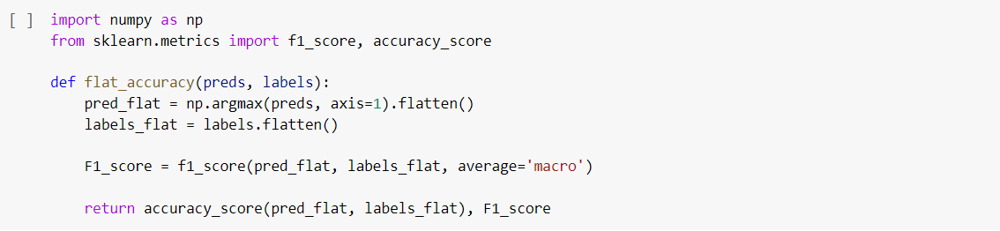 [ ] import numpy as np
from sklearn.metrics import f1_score, accuracy_score
def flat_accuracy(preds, labels):
    pred_flat = np.argmax(preds, axis=1).flatten()
    labels_flat = labels.flatten()
    F1_score = f1_score(pred_flat, labels_flat, average='macro')
    return accuracy_score(pred_flat, labels_flat), F1_score